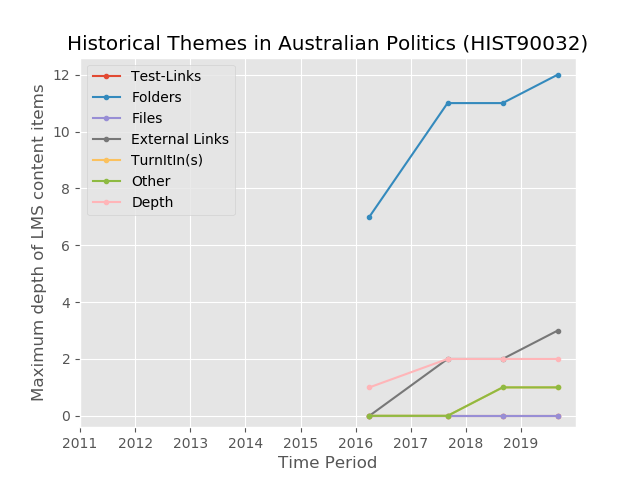 Historical Themes in Australian Politics (HIST90032)
Test-Links
Folders
Files
External Links
TurnItIn(s)
Other
Depth
Maximum depth of LMS content items
12
10
8
6
4
2
0
2011 2012 2013 2014 2015 2016 2017 2018 2019
Time Period